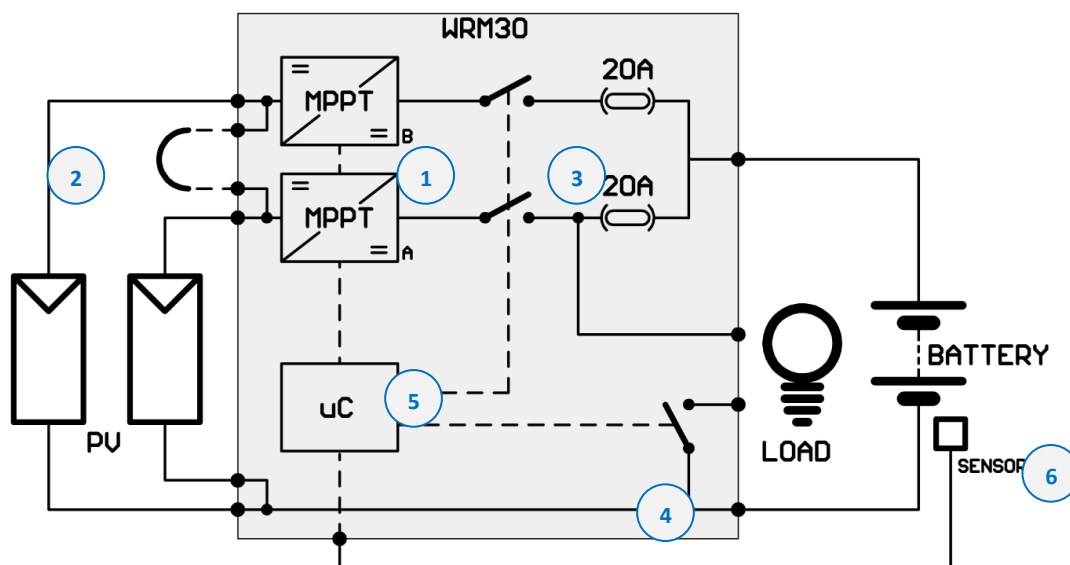 WRM30
20A
MPPT
B
2
1
3
20A
MPPT
A
BATTERY
uC
5
PV
LOAD
SENSOR
6
4